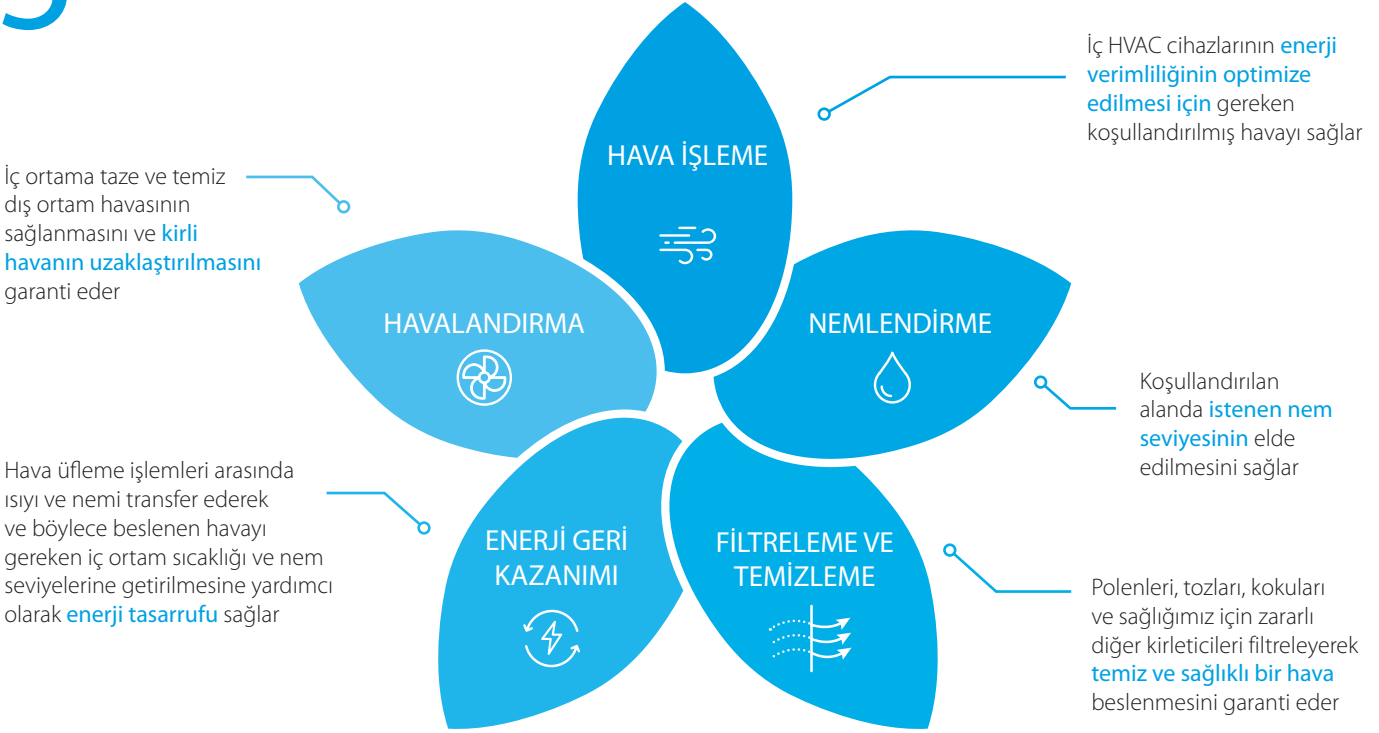 İç HVAC cihazlarının enerji
verimliliğinin optimize
edilmesi için gereken
koşullandırılmış havayı sağlar
HAVA İŞLEME
İç ortama taze ve temiz
dış ortam havasının
sağlanmasını ve kirli
havanın uzaklaştırılmasını
garanti eder
HAVALANDIRMA
NEMLENDİRME
Koşullandırılan
alanda istenen nem
seviyesinin elde
edilmesini sağlar
Hava üfleme işlemleri arasında
ısıyı ve nemi transfer ederek
ve böylece beslenen havayı
gereken iç ortam sıcaklığı ve nem
seviyelerine getirilmesine yardımcı
olarak enerji tasarrufu sağlar
ENERJİ GERİ
KAZANIMI
FİLTRELEME VE
TEMİZLEME
Polenleri, tozları, kokuları
ve sağlığımız için zararlı
diğer kirleticileri filtreleyerek
temiz ve sağlıklı bir hava
beslenmesini garanti eder